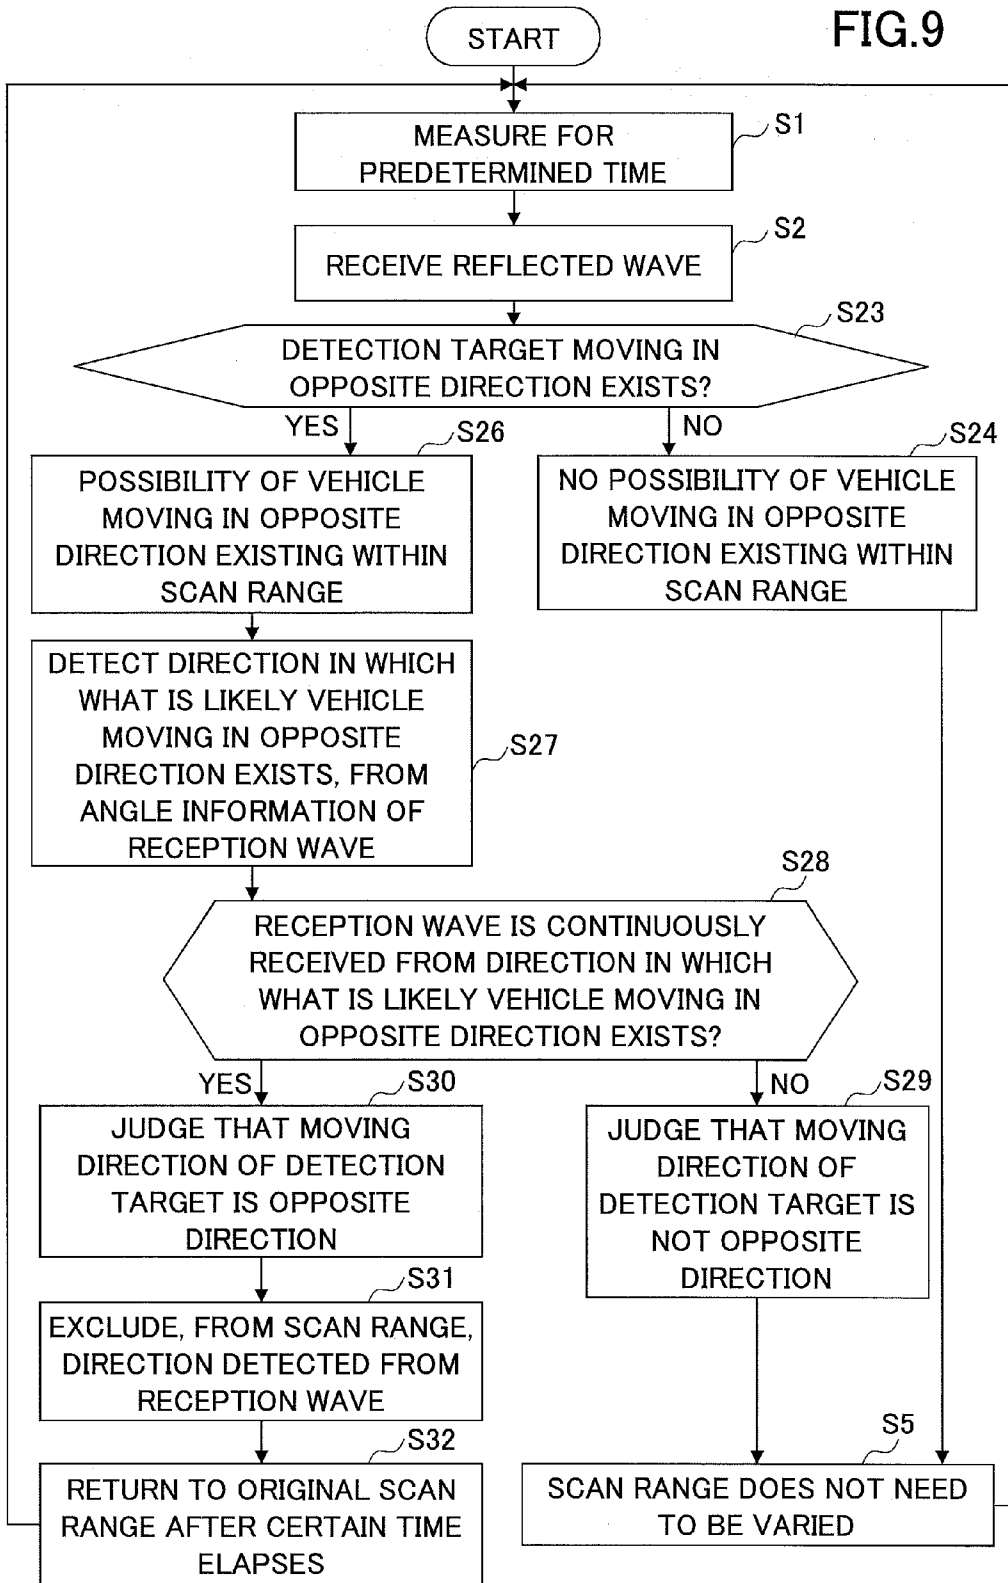 FIG.9
START
S1
MEASURE FOR
PREDETERMINED TIME
S2
RECEIVE REFLECTED WAVE
S23
DETECTION TARGET MOVING IN
OPPOSITE DIRECTION EXISTS?
YES
NO
S26
POSSIBILITY OF VEHICLE
MOVING IN OPPOSITE
DIRECTION EXISTING WITHIN
SCAN RANGE
S24
NO POSSIBILITY OF VEHICLE
MOVING IN OPPOSITE
DIRECTION EXISTING WITHIN
SCAN RANGE
S27
DETECT DIRECTION IN WHICH
WHAT IS LIKELY VEHICLE
MOVING IN OPPOSITE
DIRECTION EXISTS, FROM
ANGLE INFORMATION OF
RECEPTION WAVE
S28
RECEPTION WAVE IS CONTINUOUSLY
RECEIVED FROM DIRECTION IN WHICH
WHAT IS LIKELY VEHICLE MOVING IN
OPPOSITE DIRECTION EXISTS?
YES
NO
S30
JUDGE THAT MOVING
DIRECTION OF DETECTION
TARGET IS OPPOSITE
DIRECTION
S29
JUDGE THAT MOVING
DIRECTION OF
DETECTION TARGET IS
NOT OPPOSITE
DIRECTION
S31
EXCLUDE, FROM SCAN RANGE,
DIRECTION DETECTED FROM
RECEPTION WAVE
S32
RETURN TO ORIGINAL SCAN
RANGE AFTER CERTAIN TIME
ELAPSES
S5
SCAN RANGE DOES NOT NEED
TO BE VARIED